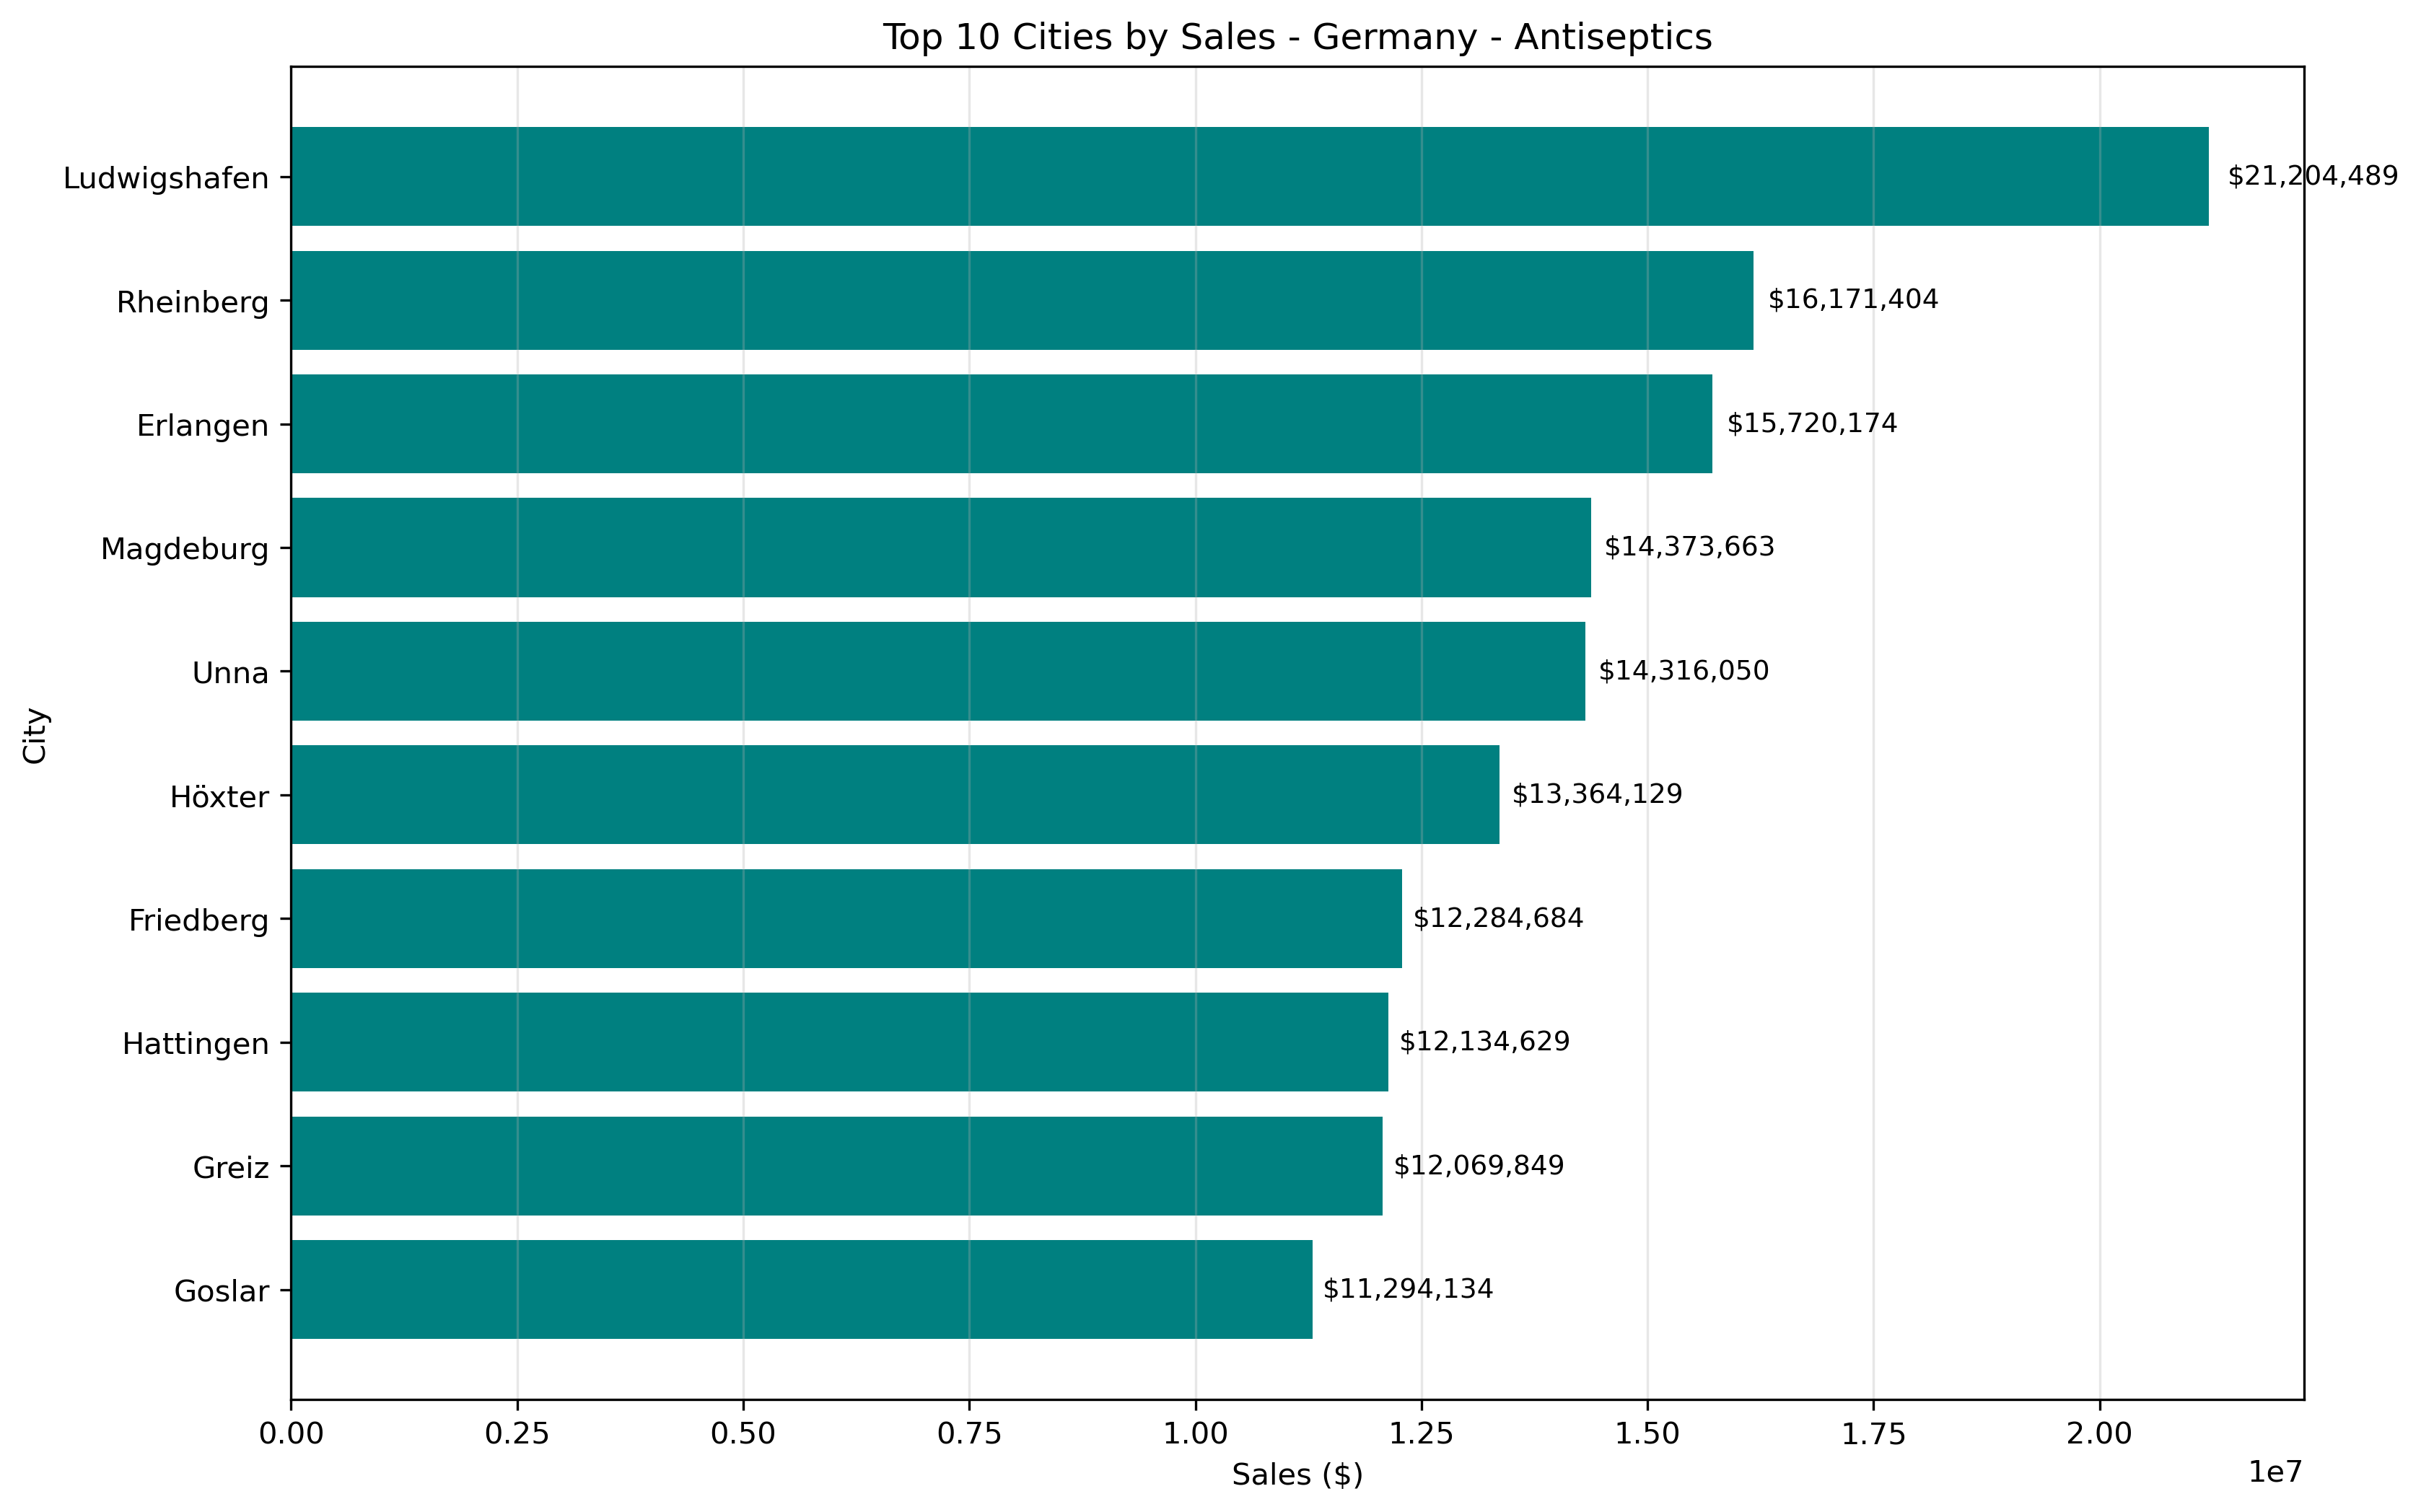 Top 10 Cities by Sales - Germany - Antiseptics
City
Ludwigshafen $21,204,489
Rheinberg $16,171,404
Erlangen $15,720,174
Magdeburg $14,373,663
Unna $14,316,050
Höxter $13,364,129
Friedberg $12,284,684
Hattingen $12,134,629
Greiz $12,069,849
Goslar $11,294,134
0.00 0.25 0.50 0.75 1.00 1.25 1.50 1.75 2.00
1e7
Sales ($)